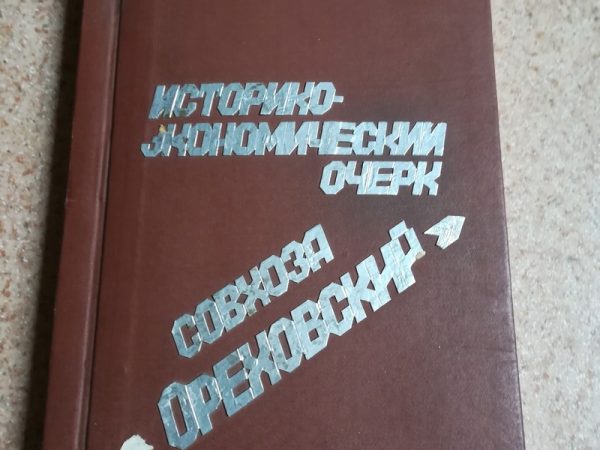 ИСТОРИКО-
ЭКОНОМИЧЕСКИЙ
ОЧЕРК
СОВХОЗА
ОРЕХОВСКИЙ